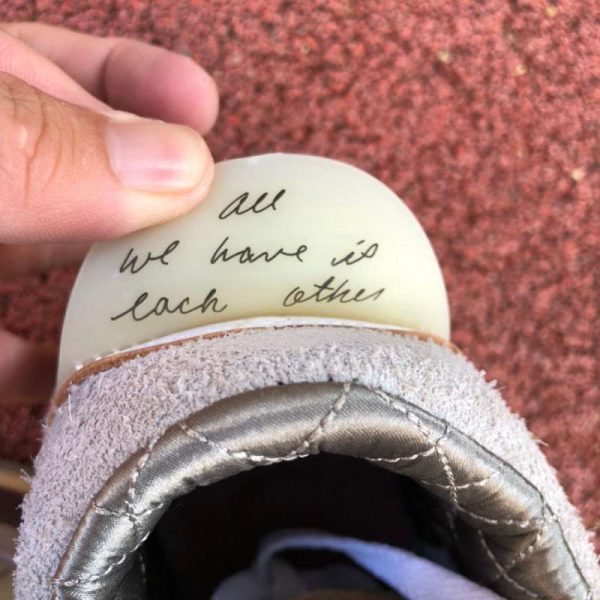 all
we have is
each other